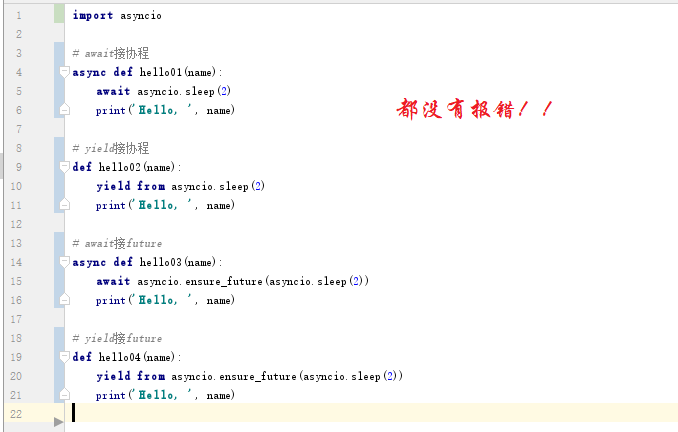 1 import asyncio
2
3 # await接协程
4 async def hello01(name):
5 await asyncio.sleep(2)
6 print('Hello, ', name)
都没有报错！！
7
8 # yield接协程
9 def hello02(name):
10 yield from asyncio.sleep(2)
11 print('Hello, ', name)
12
13 # await接future
14 async def hello03(name):
15 await asyncio.ensure_future(asyncio.sleep(2))
16 print('Hello, ', name)
17
18 # yield接future
19 def hello04(name):
20 yield from asyncio.ensure_future(asyncio.sleep(2))
21 print('Hello, ', name)
22